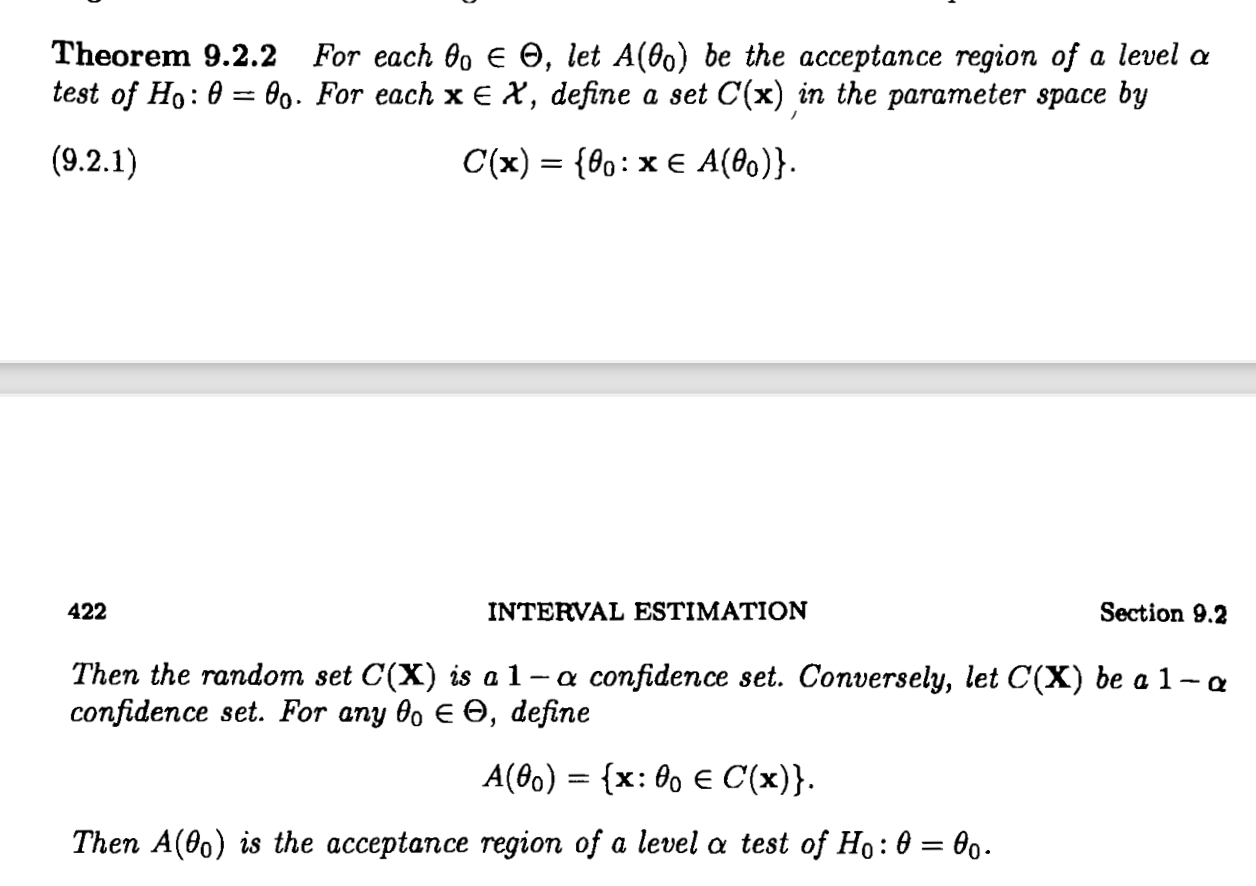 Theorem 9.2.2 For each θ₀ ∈ Θ, let A(θ₀) be the acceptance region of a level α
test of H₀: θ = θ₀. For each x ∈ 𝒳, define a set C(x) in the parameter space by
(9.2.1) C(x) = {θ₀: x ∈ A(θ₀)}.
422 INTERVAL ESTIMATION Section 9.2
Then the random set C(X) is a 1 − α confidence set. Conversely, let C(X) be a 1 − α
confidence set. For any θ₀ ∈ Θ, define
A(θ₀) = {x: θ₀ ∈ C(x)}.
Then A(θ₀) is the acceptance region of a level α test of H₀: θ = θ₀.